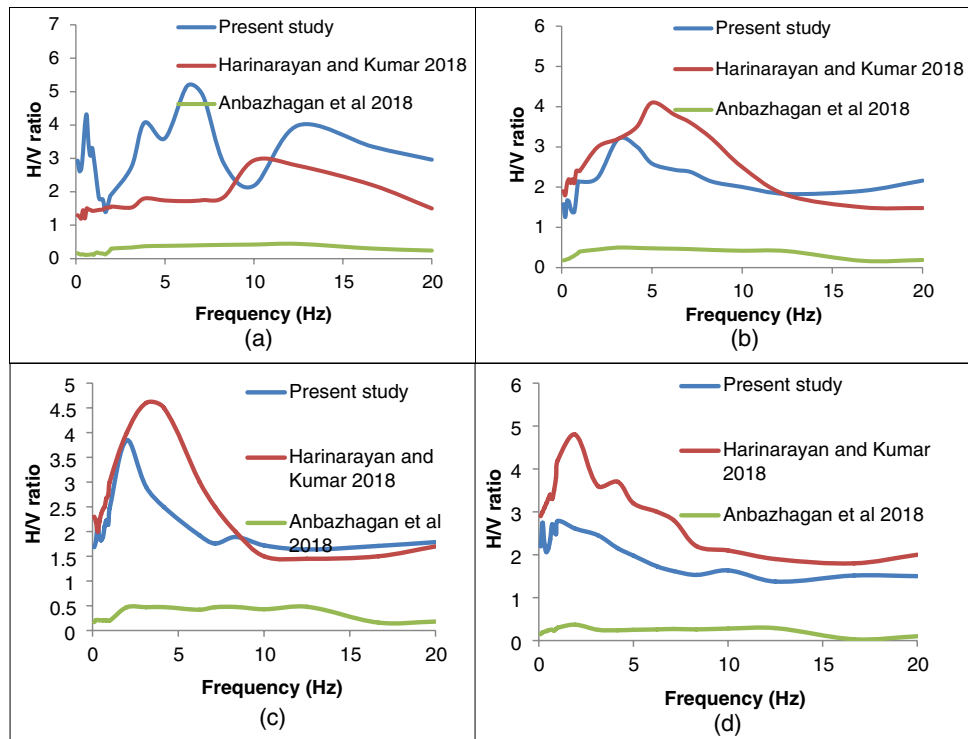 7
6
5
4
3
2
1
0
H/V ratio
Present study
Harinarayan and Kumar 2018
Anbazhagan et al 2018
0 5 10 15 20
Frequency (Hz)
(a)
6
5
4
3
2
1
0
H/V ratio
Present study
Harinarayan and Kumar 2018
Anbazhagan et al 2018
0 5 10 15 20
Frequency (Hz)
(b)
5
4.5
4
3.5
3
2.5
2
1.5
1
0.5
0
H/V ratio
Present study
Harinarayan and
Kumar 2018
Anbazhagan et al
2018
0 5 10 15 20
Frequency (Hz)
(c)
6
5
4
3
2
1
0
H/V ratio
Present study
Harinarayan and Kumar
2018
Anbazhagan et al 2018
0 5 10 15 20
Frequency (Hz)
(d)